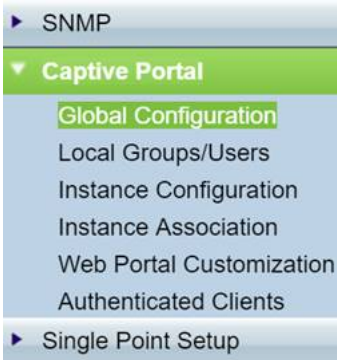 SNMP
Captive Portal
Global Configuration
Local Groups/Users
Instance Configuration
Instance Association
Web Portal Customization
Authenticated Clients
Single Point Setup